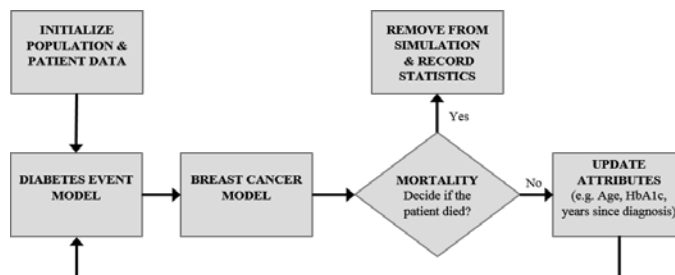 INITIALIZE
POPULATION &
PATIENT DATA
REMOVE FROM
SIMULATION
& RECORD
STATISTICS
Yes
DIABETES EVENT
MODEL
BREAST CANCER
MODEL
MORTALITY
Decide if the
patient died?
No
UPDATE
ATTRIBUTES
(e.g. Age, HbA1c,
years since diagnosis)